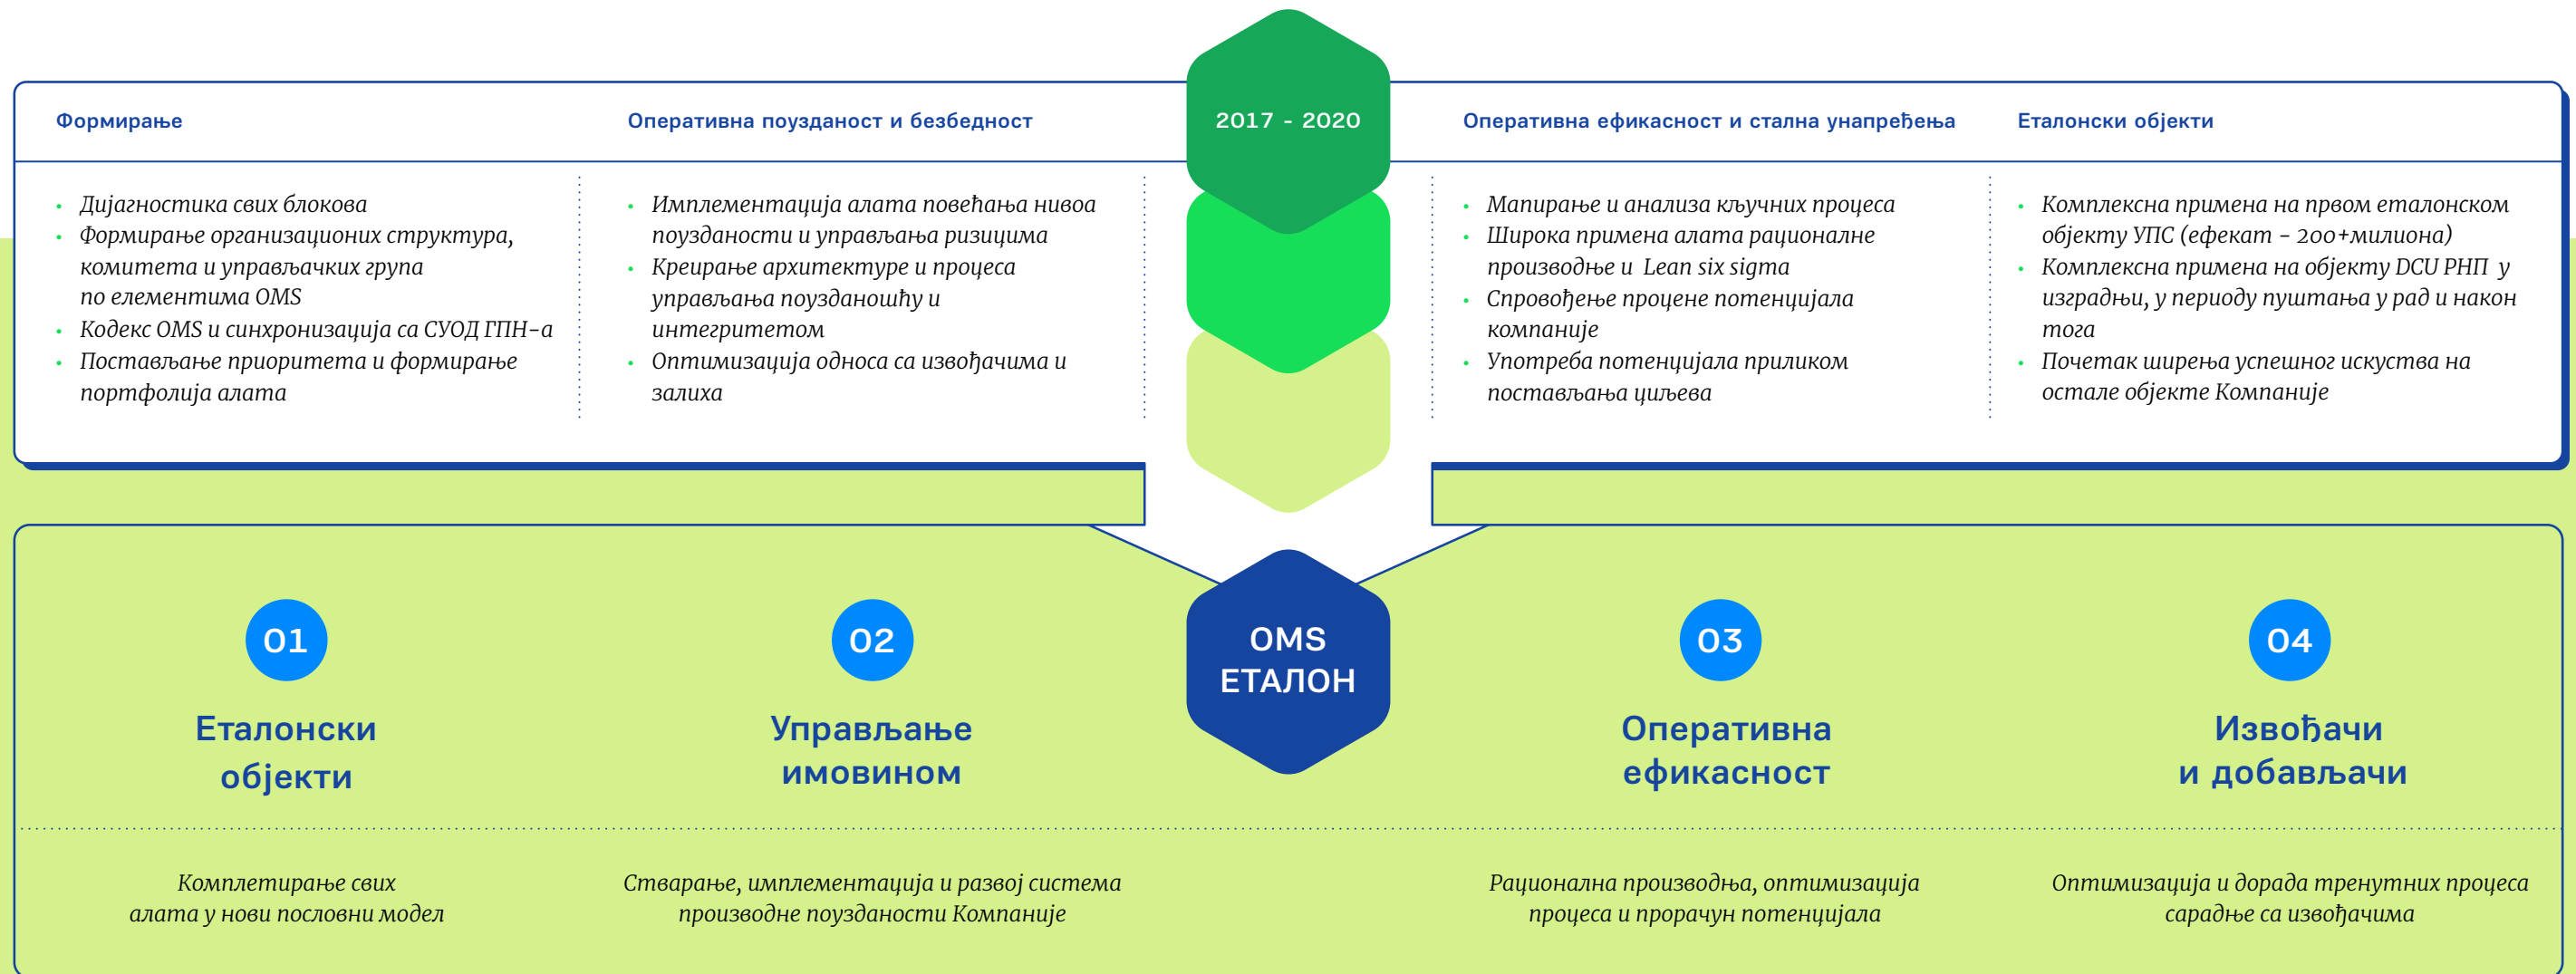 2017 - 2020
Формирање
Дијагностика свих блокова
Формирање организационих структура,
комитета и управљачких група
по елементима OMS
Кодекс OMS и синхронизација са СУОД ГПН-а
Постављање приоритета и формирање
портфолија алата
Оперативна поузданост и безбедност
Имплементација алата повећања нивоа
поузданости и управљања ризицима
Креирање архитектуре и процеса
управљања поузданошћу и
интегритетом
Оптимизација односа са извођачима и
залиха
Оперативна ефикасност и стална унапређења
Мапирање и анализа кључних процеса
Широка примена алата рационалне
производње и Lean six sigma
Спровођење процене потенцијала
компаније
Употреба потенцијала приликом
постављања циљева
Еталонски објекти
Комплексна примена на првом еталонском
објекту УПС (ефекат - 200+милиона)
Комплексна примена на објекту DCU РНП у
изградњи, у периоду пуштања у рад и након
тога
Почетак ширења успешног искуства на
остале објекте Компаније
OMS
ЕТАЛОН
01
Еталонски
објекти
Комплетирање свих
алата у нови пословни модел
02
Управљање
имовином
Стварање, имплементација и развој система
производне поузданости Компаније
03
Оперативна
ефикасност
Рационална производња, оптимизација
процеса и прорачун потенцијала
04
Извођачи
и добављачи
Оптимизација и дорада тренутних процеса
сарадње са извођачима